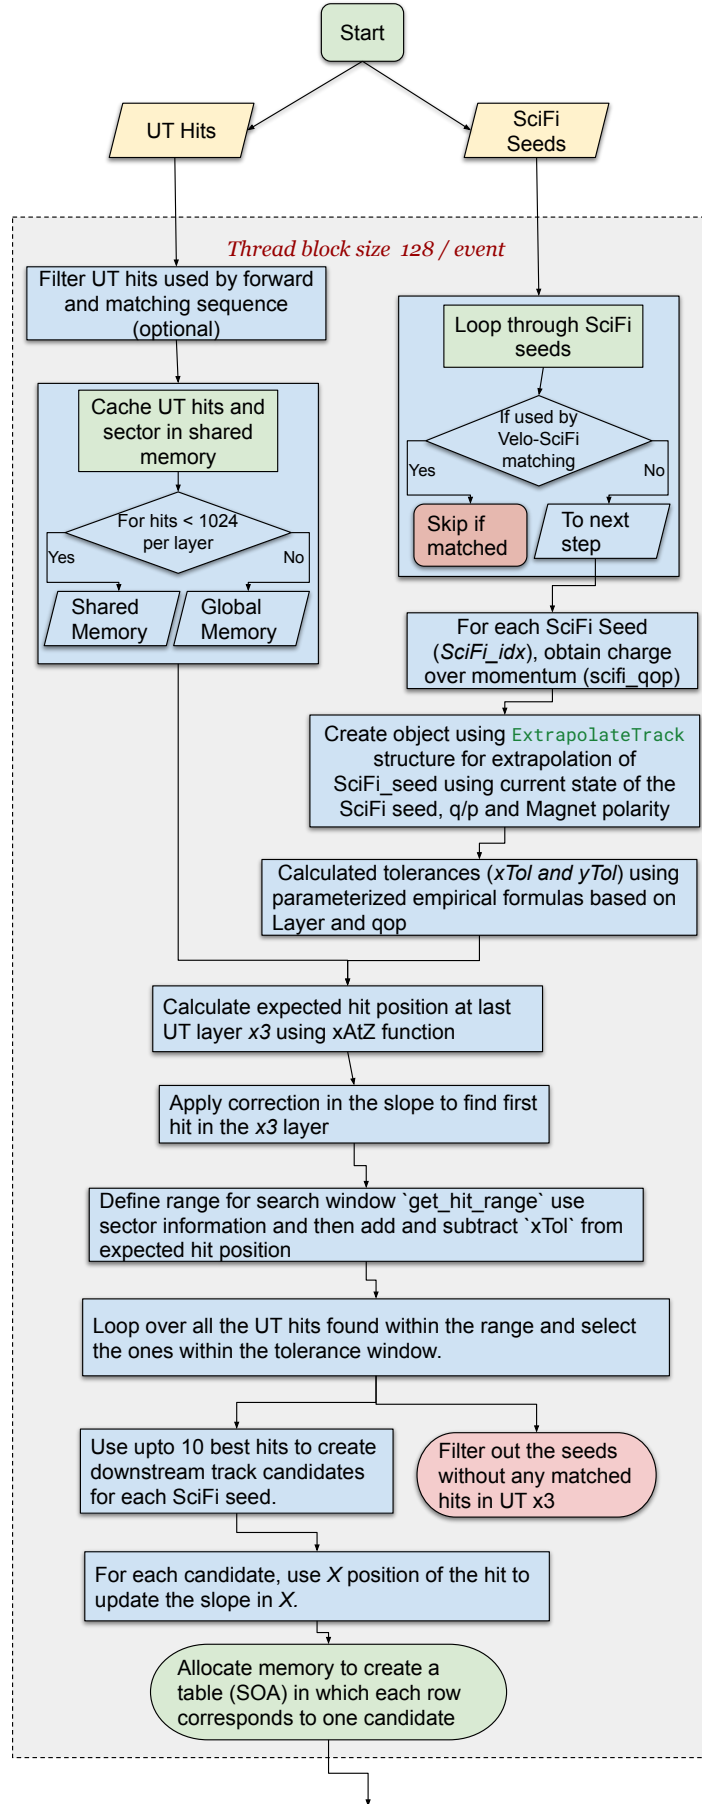 Start
UT Hits
SciFi
Seeds
Thread block size 128 / event
Filter UT hits used by forward
and matching sequence
(optional)
Loop through SciFi
seeds
Cache UT hits and
sector in shared
memory
If used by
Velo-SciFi
matching
Yes
No
For hits < 1024
per layer
Skip if
matched
To next
step
Yes
No
Shared
Memory
Global
Memory
For each SciFi Seed
(SciFi_idx), obtain charge
over momentum (scifi_qop)
Create object using ExtrapolateTrack
structure for extrapolation of
SciFi_seed using current state of the
SciFi seed, q/p and Magnet polarity
Calculated tolerances (xTol and yTol) using
parameterized empirical formulas based on
Layer and qop
Calculate expected hit position at last
UT layer x3 using xAtZ function
Apply correction in the slope to find first
hit in the x3 layer
Define range for search window `get_hit_range` use
sector information and then add and subtract `xTol` from
expected hit position
Loop over all the UT hits found within the range and select
the ones within the tolerance window.
Use upto 10 best hits to create
downstream track candidates
for each SciFi seed.
Filter out the seeds
without any matched
hits in UT x3
For each candidate, use X position of the hit to
update the slope in X.
Allocate memory to create a
table (SOA) in which each row
corresponds to one candidate